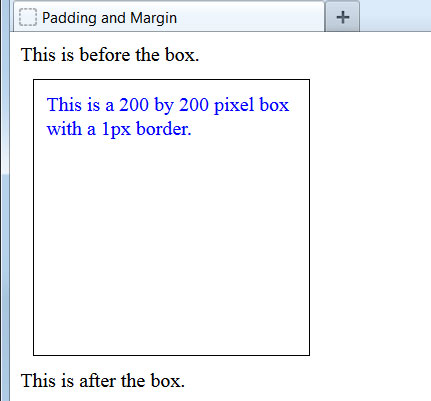 Padding and Margin
This is before the box.
This is a 200 by 200 pixel box
with a 1px border.
This is after the box.